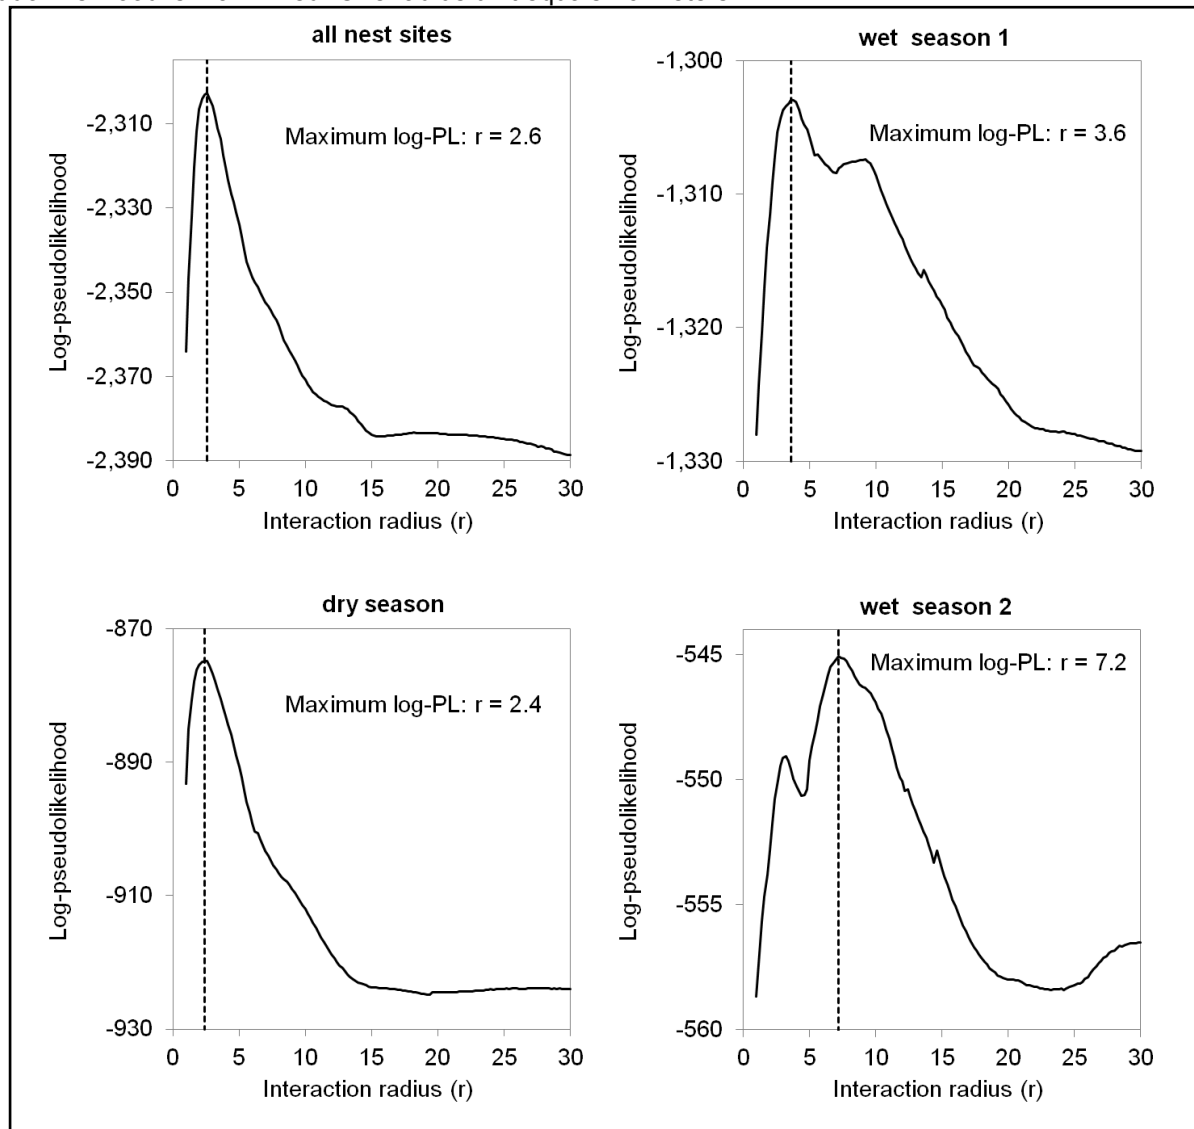 all nest sites
-2,310
-2,330
-2,350
-2,370
-2,390
Log-pseudolikelihood
Maximum log-PL: r = 2.6
0 5 10 15 20 25 30
Interaction radius (r)
wet season 1
-1,300
-1,310
-1,320
-1,330
Log-pseudolikelihood
Maximum log-PL: r = 3.6
0 5 10 15 20 25 30
Interaction radius (r)
dry season
-870
-890
-910
-930
Log-pseudolikelihood
Maximum log-PL: r = 2.4
0 5 10 15 20 25 30
Interaction radius (r)
wet season 2
-545
-550
-555
-560
Log-pseudolikelihood
Maximum log-PL: r = 7.2
0 5 10 15 20 25 30
Interaction radius (r)